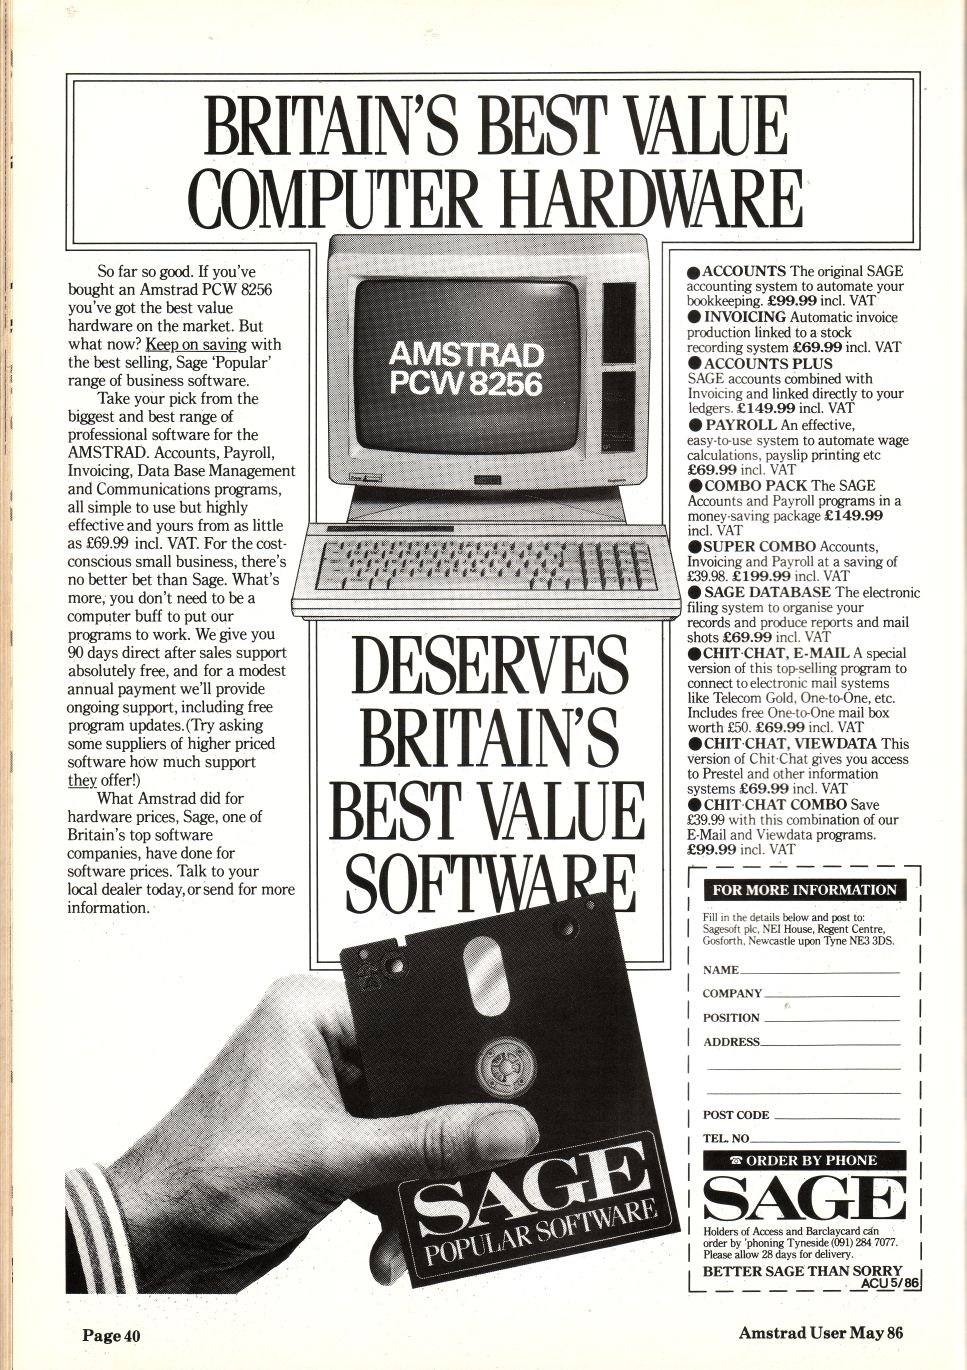 BRITAIN'S BEST VALUE
COMPUTER HARDWARE
So far so good. If you've
bought an Amstrad PCW 8256
you've got the best value
hardware on the market. But
what now? Keep on saving with
the best selling, Sage 'Popular'
range of business software.
Take your pick from the
biggest and best range of
professional software for the
AMSTRAD. Accounts, Payroll,
Invoicing, Data Base Management
and Communications programs,
all simple to use but highly
effective and yours from as little
as £69.99 incl. VAT. For the cost-
conscious small business, there's
no better bet than Sage. What's
more, you don't need to be a
computer buff to put our
programs to work. We give you
90 days direct after sales support
absolutely free, and for a modest
annual payment we'll provide
ongoing support, including free
program updates.(Try asking
some suppliers of higher priced
software how much support
they offer!)
What Amstrad did for
hardware prices, Sage, one of
Britain's top software
companies, have done for
software prices. Talk to your
local dealer today, or send for more
information.
AMSTRAD
PCW 8256
DESERVES
BRITAIN'S
BEST VALUE
SOFTWARE
SAGE
POPULAR SOFTWARE
● ACCOUNTS The original SAGE
accounting system to automate your
bookkeeping. £99.99 incl. VAT
● INVOICING Automatic invoice
production linked to a stock
recording system £69.99 incl. VAT
● ACCOUNTS PLUS
SAGE accounts combined with
Invoicing and linked directly to your
ledgers. £149.99 incl. VAT
● PAYROLL An effective,
easy-to-use system to automate wage
calculations, payslip printing etc
£69.99 incl. VAT
● COMBO PACK The SAGE
Accounts and Payroll programs in a
money-saving package £149.99
incl. VAT
● SUPER COMBO Accounts,
Invoicing and Payroll at a saving of
£39.98. £199.99 incl. VAT
● SAGE DATABASE The electronic
filing system to organise your
records and produce reports and mail
shots £69.99 incl. VAT
● CHIT-CHAT, E-MAIL A special
version of this top-selling program to
connect to electronic mail systems
like Telecom Gold, One-to-One, etc.
Includes free One-to-One mail box
worth £50. £69.99 incl. VAT
● CHIT-CHAT, VIEWDATA This
version of Chit-Chat gives you access
to Prestel and other information
systems £69.99 incl. VAT
● CHIT-CHAT COMBO Save
£39.99 with this combination of our
E-Mail and Viewdata programs.
£99.99 incl. VAT
FOR MORE INFORMATION
Fill in the details below and post to:
Sagesoft plc, NEI House, Regent Centre,
Gosforth, Newcastle upon Tyne NE3 3DS.
NAME
COMPANY
POSITION
ADDRESS
POST CODE
TEL. NO
☎ ORDER BY PHONE
SAGE
Holders of Access and Barclaycard can
order by 'phoning Tyneside (091) 284 7077.
Please allow 28 days for delivery.
BETTER SAGE THAN SORRY
ACU 5/86
Page 40
Amstrad User May 86